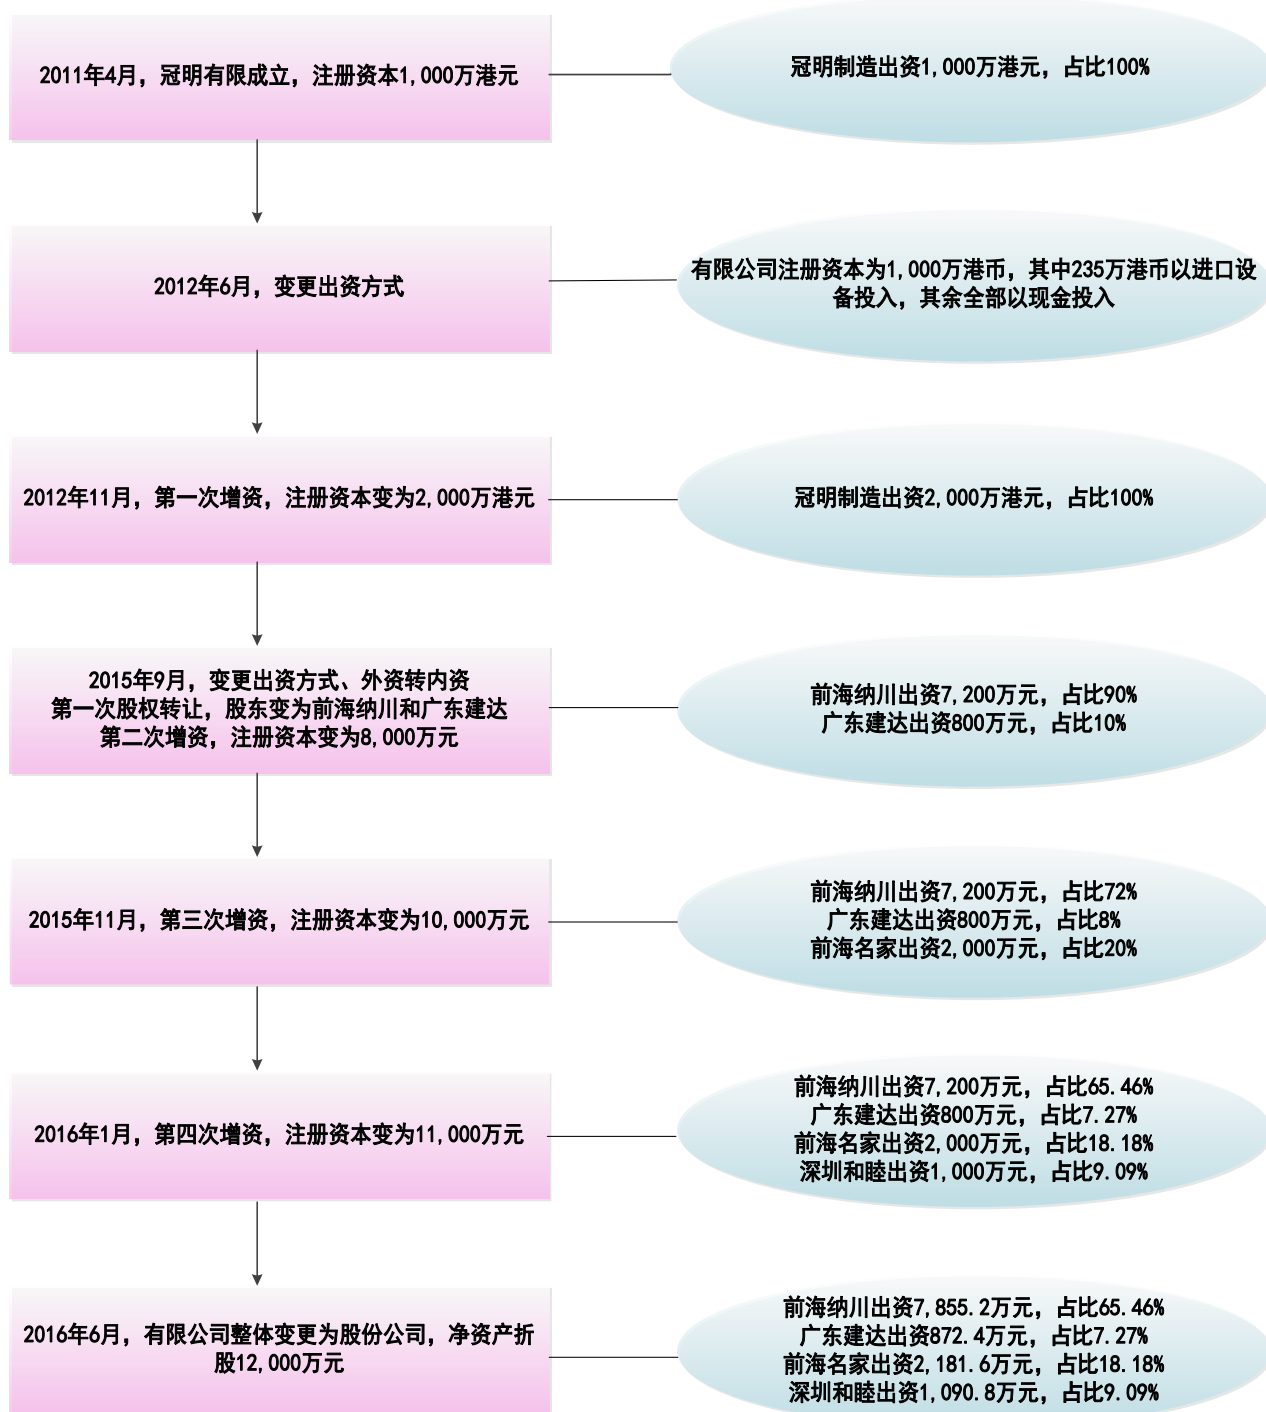 2011年4月，冠明有限成立，注册资本1,000万港元
冠明制造出资1,000万港元，占比100%
2012年6月，变更出资方式
有限公司注册资本为1,000万港币，其中235万港币以进口设
备投入，其余全部以现金投入
2012年11月，第一次增资，注册资本变为2,000万港元
冠明制造出资2,000万港元，占比100%
2015年9月，变更出资方式、外资转内资
第一次股权转让，股东变为前海纳川和广东建达
第二次增资，注册资本变为8,000万元
前海纳川出资7,200万元，占比90%
广东建达出资800万元，占比10%
2015年11月，第三次增资，注册资本变为10,000万元
前海纳川出资7,200万元，占比72%
广东建达出资800万元，占比8%
前海名家出资2,000万元，占比20%
2016年1月，第四次增资，注册资本变为11,000万元
前海纳川出资7,200万元，占比65.46%
广东建达出资800万元，占比7.27%
前海名家出资2,000万元，占比18.18%
深圳和睦出资1,000万元，占比9.09%
2016年6月，有限公司整体变更为股份公司，净资产折
股12,000万元
前海纳川出资7,855.2万元，占比65.46%
广东建达出资872.4万元，占比7.27%
前海名家出资2,181.6万元，占比18.18%
深圳和睦出资1,090.8万元，占比9.09%